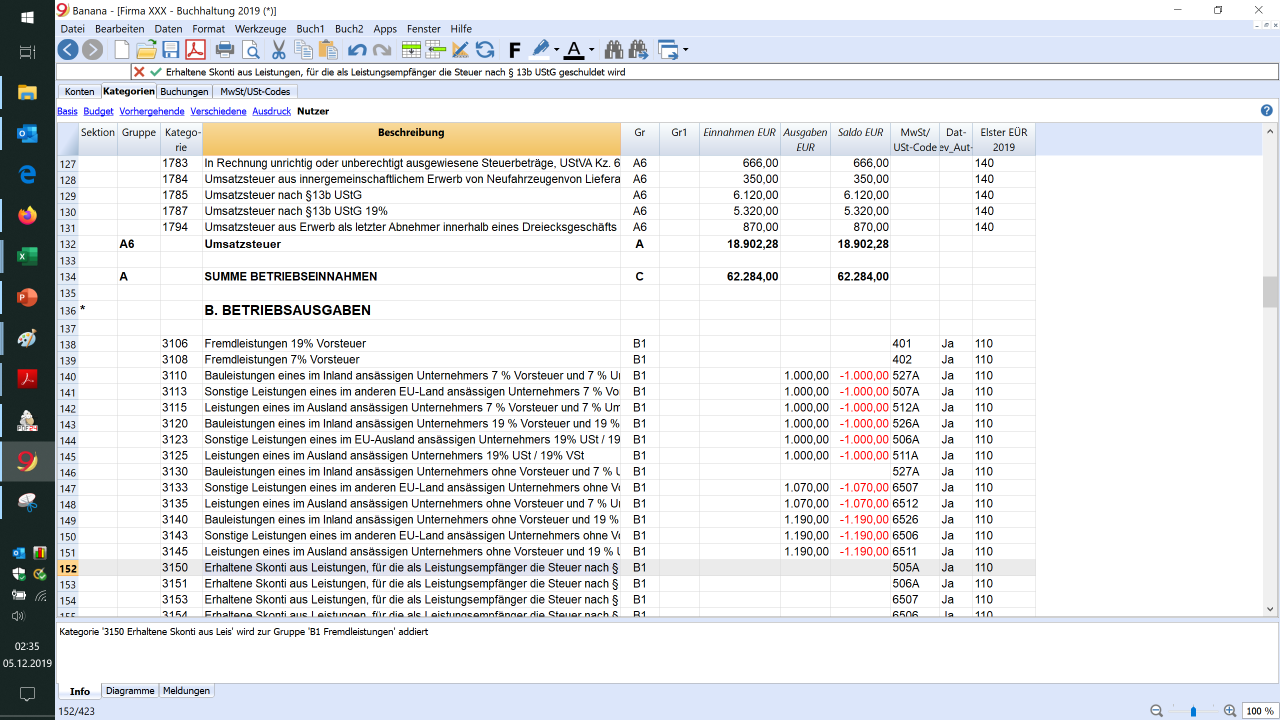 Banana - [Firma XXX - Buchhaltung 2019 (*)]
Datei Bearbeiten Daten Format Werkzeuge Buch1 Buch2 Apps Fenster Hilfe
F A
Erhaltene Skonti aus Leistungen, für die als Leistungsempfänger die Steuer nach § 13b UStG geschuldet wird
Konten Kategorien Buchungen MwSt/USt-Codes
Basis Budget Vorhergehende Verschiedene Ausdruck Nutzer
Sektion Gruppe Katego- Beschreibung Gr Gr1 Einnahmen EUR Ausgaben Saldo EUR MwSt/ Dat- Elster EÜR
rie EUR USt-Code ev_Aut- 2019
127 1783 In Rechnung unrichtig oder unberechtigt ausgewiesene Steuerbeträge, UStVA Kz. 6 A6 666,00 666,00 140
128 1784 Umsatzsteuer aus innergemeinschaftlichem Erwerb von Neufahrzeugenvon Liefera A6 350,00 350,00 140
129 1785 Umsatzsteuer nach §13b UStG A6 6.120,00 6.120,00 140
130 1787 Umsatzsteuer nach §13b UStG 19% A6 5.320,00 5.320,00 140
131 1794 Umsatzsteuer aus Erwerb als letzter Abnehmer innerhalb eines Dreiecksgeschäfts A6 870,00 870,00 140
132 A6 Umsatzsteuer A 18.902,28 18.902,28
133
134 A SUMME BETRIEBSEINNAHMEN C 62.284,00 62.284,00
135
136 * B. BETRIEBSAUSGABEN
137
138 3106 Fremdleistungen 19% Vorsteuer B1 401 Ja 110
139 3108 Fremdleistungen 7% Vorsteuer B1 402 Ja 110
140 3110 Bauleistungen eines im Inland ansässigen Unternehmers 7 % Vorsteuer und 7 % Un B1 1.000,00 -1.000,00 527A Ja 110
141 3113 Sonstige Leistungen eines im anderen EU-Land ansässigen Unternehmers 7 % Vo B1 1.000,00 -1.000,00 507A Ja 110
142 3115 Leistungen eines im Ausland ansässigen Unternehmers 7 % Vorsteuer und 7 % Um B1 1.000,00 -1.000,00 512A Ja 110
143 3120 Bauleistungen eines im Inland ansässigen Unternehmers 19 % Vorsteuer und 19 % B1 1.000,00 -1.000,00 526A Ja 110
144 3123 Sonstige Leistungen eines im EU-Ausland ansässigen Unternehmers 19% USt / 19 B1 1.000,00 -1.000,00 506A Ja 110
145 3125 Leistungen eines im Ausland ansässigen Unternehmers 19% USt / 19% VSt B1 1.000,00 -1.000,00 511A Ja 110
146 3130 Bauleistungen eines im Inland ansässigen Unternehmers ohne Vorsteuer und 7 % U B1 527A Ja 110
147 3133 Sonstige Leistungen eines im anderen EU-Land ansässigen Unternehmers ohne Vo B1 1.070,00 -1.070,00 6507 Ja 110
148 3135 Leistungen eines im Ausland ansässigen Unternehmers ohne Vorsteuer und 7 % Un B1 1.070,00 -1.070,00 6512 Ja 110
149 3140 Bauleistungen eines im Inland ansässigen Unternehmers ohne Vorsteuer und 19 % B1 1.190,00 -1.190,00 6526 Ja 110
150 3143 Sonstige Leistungen eines im anderen EU-Land ansässigen Unternehmers ohne Vo B1 1.190,00 -1.190,00 6506 Ja 110
151 3145 Leistungen eines im Ausland ansässigen Unternehmers ohne Vorsteuer und 19 % U B1 1.190,00 -1.190,00 6511 Ja 110
152 3150 Erhaltene Skonti aus Leistungen, für die als Leistungsempfänger die Steuer nach § B1 505A Ja 110
153 3151 Erhaltene Skonti aus Leistungen, für die als Leistungsempfänger die Steuer nach § B1 506A Ja 110
154 3153 Erhaltene Skonti aus Leistungen, für die als Leistungsempfänger die Steuer nach § B1 6507 Ja 110
155 3154 Erhaltene Skonti aus Leistungen, für die als Leistungsempfänger die Steuer nach § B1 6506 Ja 110
Kategorie '3150 Erhaltene Skonti aus Leis' wird zur Gruppe 'B1 Fremdleistungen' addiert
02:35
05.12.2019
Info Diagramme Meldungen
152/423
100 %